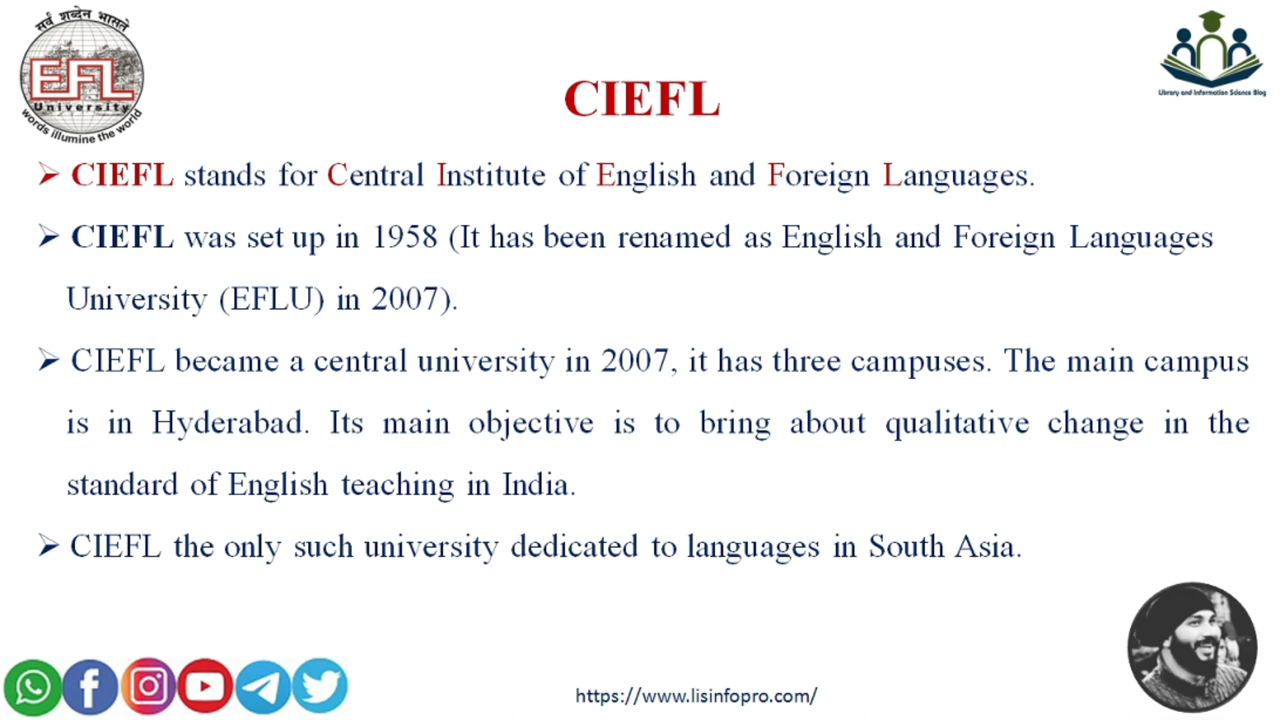 सर्वं शब्देन भासते
EFL
University
words illumine the world
Library and Information Science Blog
CIEFL
➢ CIEFL stands for Central Institute of English and Foreign Languages.
➢ CIEFL was set up in 1958 (It has been renamed as English and Foreign Languages
University (EFLU) in 2007).
➢ CIEFL became a central university in 2007, it has three campuses. The main campus
is in Hyderabad. Its main objective is to bring about qualitative change in the
standard of English teaching in India.
➢ CIEFL the only such university dedicated to languages in South Asia.
https://www.lisinfopro.com/